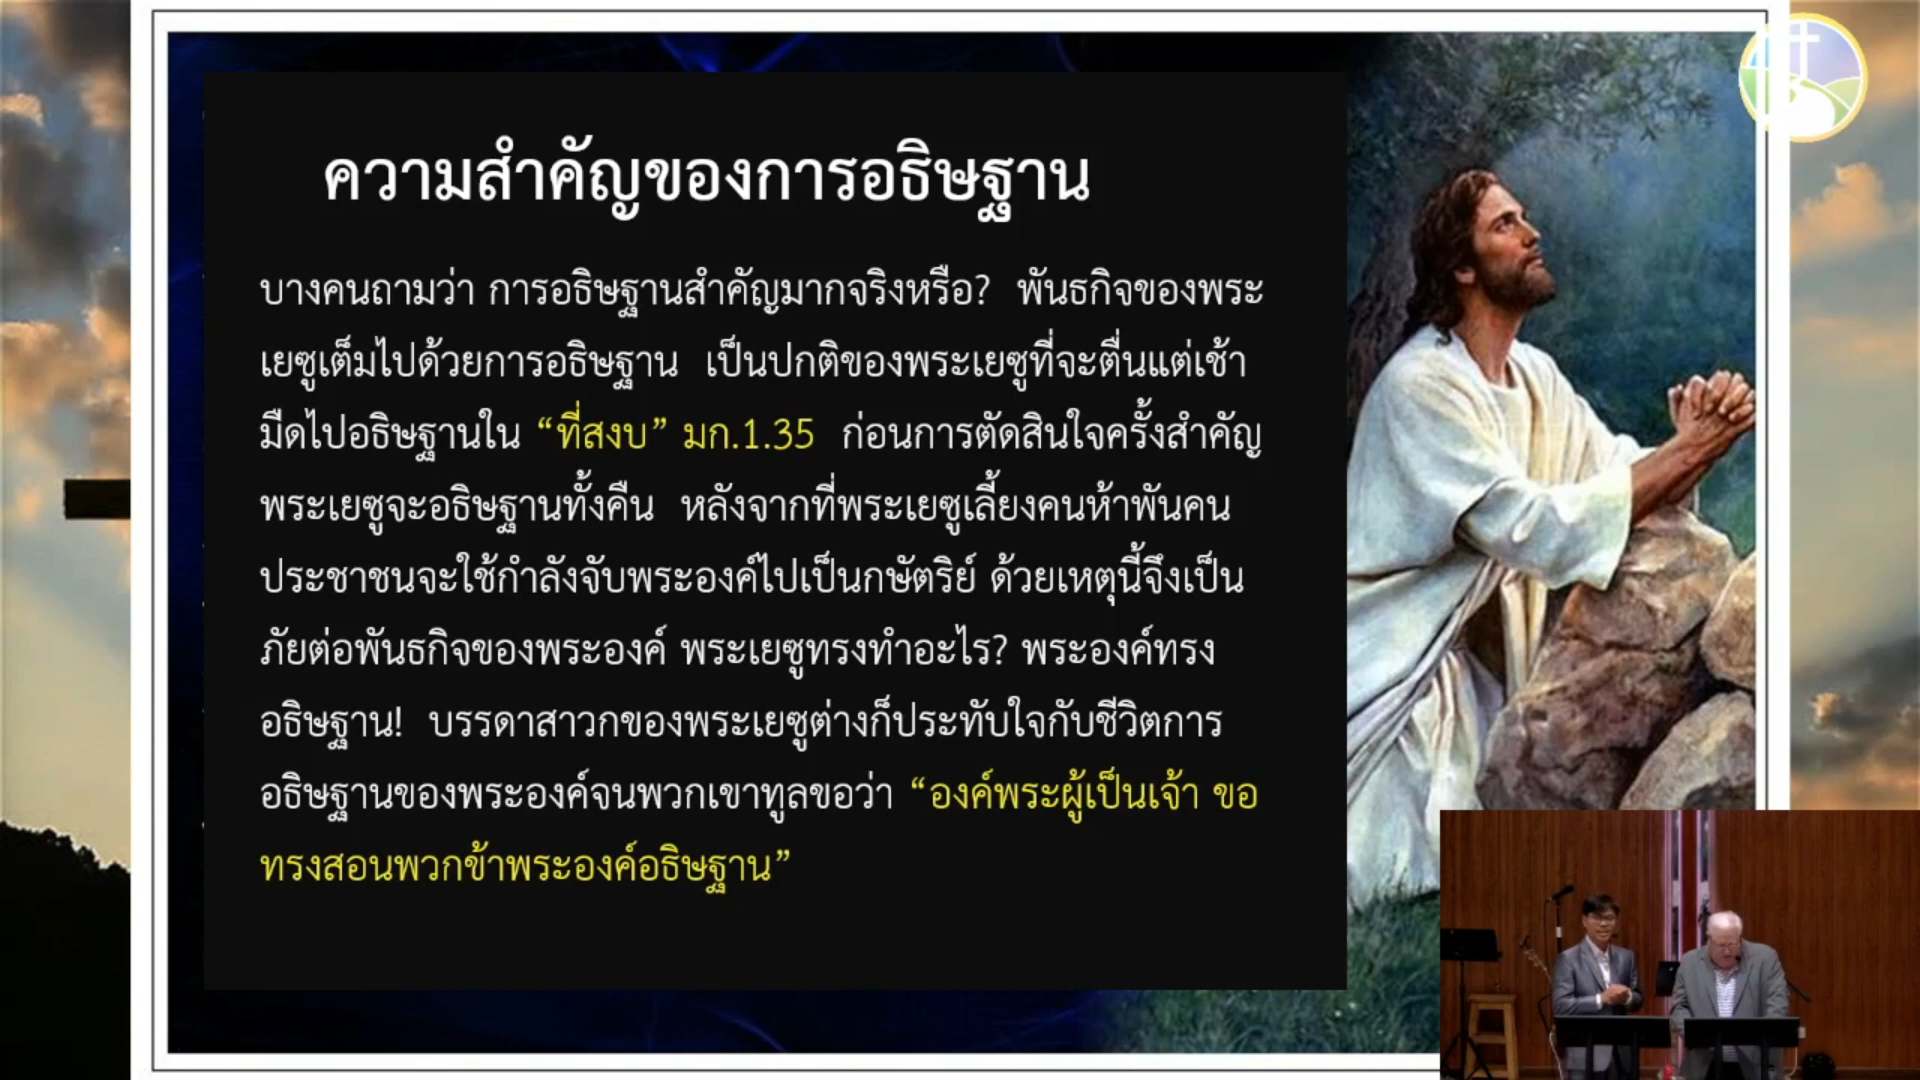 ความสำคัญของการอธิษฐาน
บางคนถามว่า การอธิษฐานสำคัญมากจริงหรือ? พันธกิจของพระ
เยซูเต็มไปด้วยการอธิษฐาน เป็นปกติของพระเยซูที่จะตื่นแต่เช้า
มืดไปอธิษฐานใน “ที่สงบ” มก.1.35 ก่อนการตัดสินใจครั้งสำคัญ
พระเยซูจะอธิษฐานทั้งคืน หลังจากที่พระเยซูเลี้ยงคนห้าพันคน
ประชาชนจะใช้กำลังจับพระองค์ไปเป็นกษัตริย์ ด้วยเหตุนี้จึงเป็น
ภัยต่อพันธกิจของพระองค์ พระเยซูทรงทำอะไร? พระองค์ทรง
อธิษฐาน! บรรดาสาวกของพระเยซูต่างก็ประทับใจกับชีวิตการ
อธิษฐานของพระองค์จนพวกเขาทูลขอว่า “องค์พระผู้เป็นเจ้า ขอ
ทรงสอนพวกข้าพระองค์อธิษฐาน”